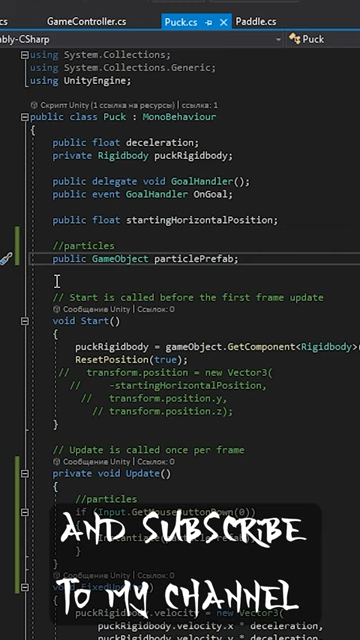 .cs GameController.cs Puck.cs Paddle.cs
bly-CSharp Puck
using System.Collections;
using System.Collections.Generic;
using UnityEngine;
Скрипт Unity (1 ссылка на ресурсы) | ссылок: 1
public class Puck : MonoBehaviour
{
public float deceleration;
private Rigidbody puckRigidbody;
public delegate void GoalHandler();
public event GoalHandler OnGoal;
public float startingHorizontalPosition;
//particles
public GameObject particlePrefab;
// Start is called before the first frame update
Сообщение Unity | Ссылок: 0
void Start()
{
puckRigidbody = gameObject.GetComponent<Rigidbody>
ResetPosition(true);
// transform.position = new Vector3(
// -startingHorizontalPosition,
// transform.position.y,
// transform.position.z);
}
// Update is called once per frame
Сообщение Unity | Ссылок: 0
private void Update()
{
//particles
if (Input.GetMouseButtonDown(0))
AND SUBSCRIBE
}
}
TO MY CHANNEL
{
puckRigidbody.velocity = new Vector3(
puckRigidbody.velocity.x * deceleration,